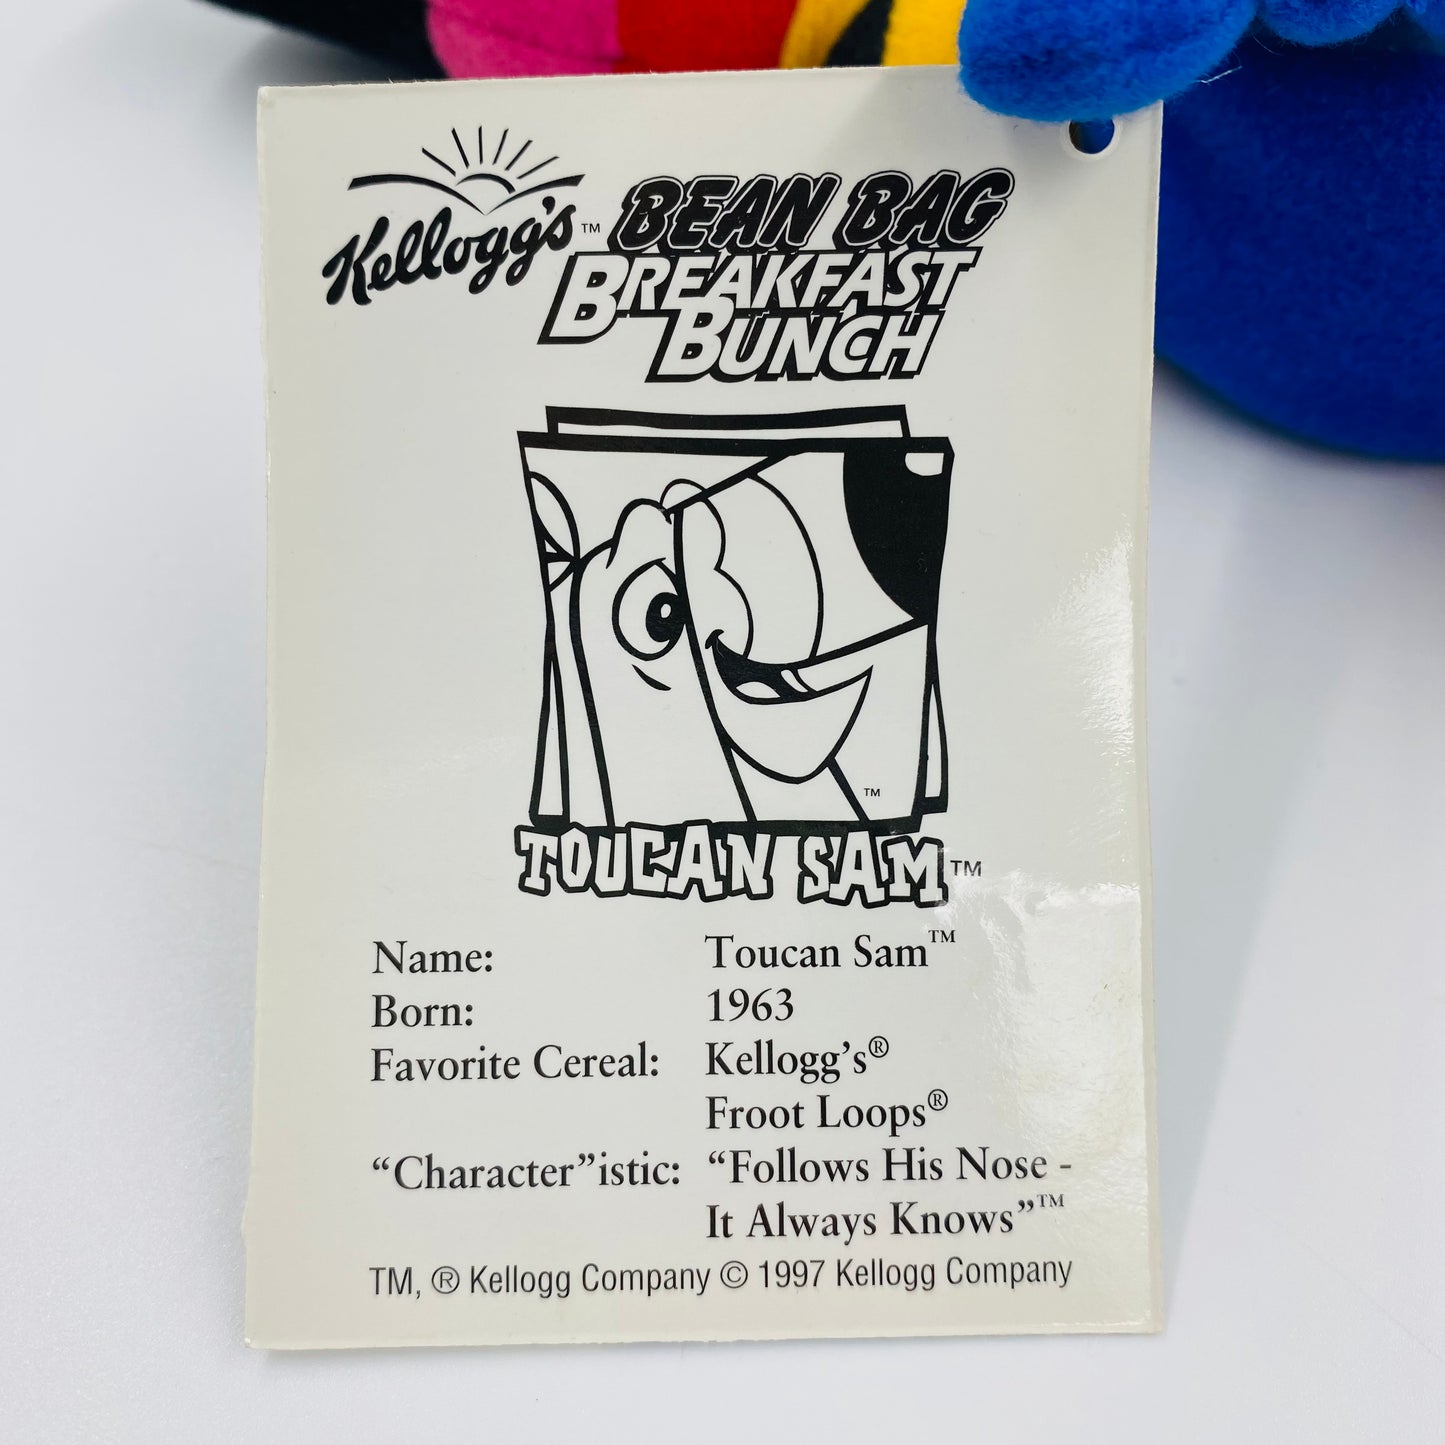 Kellogg's™ BEAN BAG
BREAKFAST
BUNCH
™
TOUCAN SAM™
Name: Toucan Sam™
Born: 1963
Favorite Cereal: Kellogg's®
Froot Loops®
“Character”istic: “Follows His Nose -
It Always Knows”™
TM, ® Kellogg Company © 1997 Kellogg Company